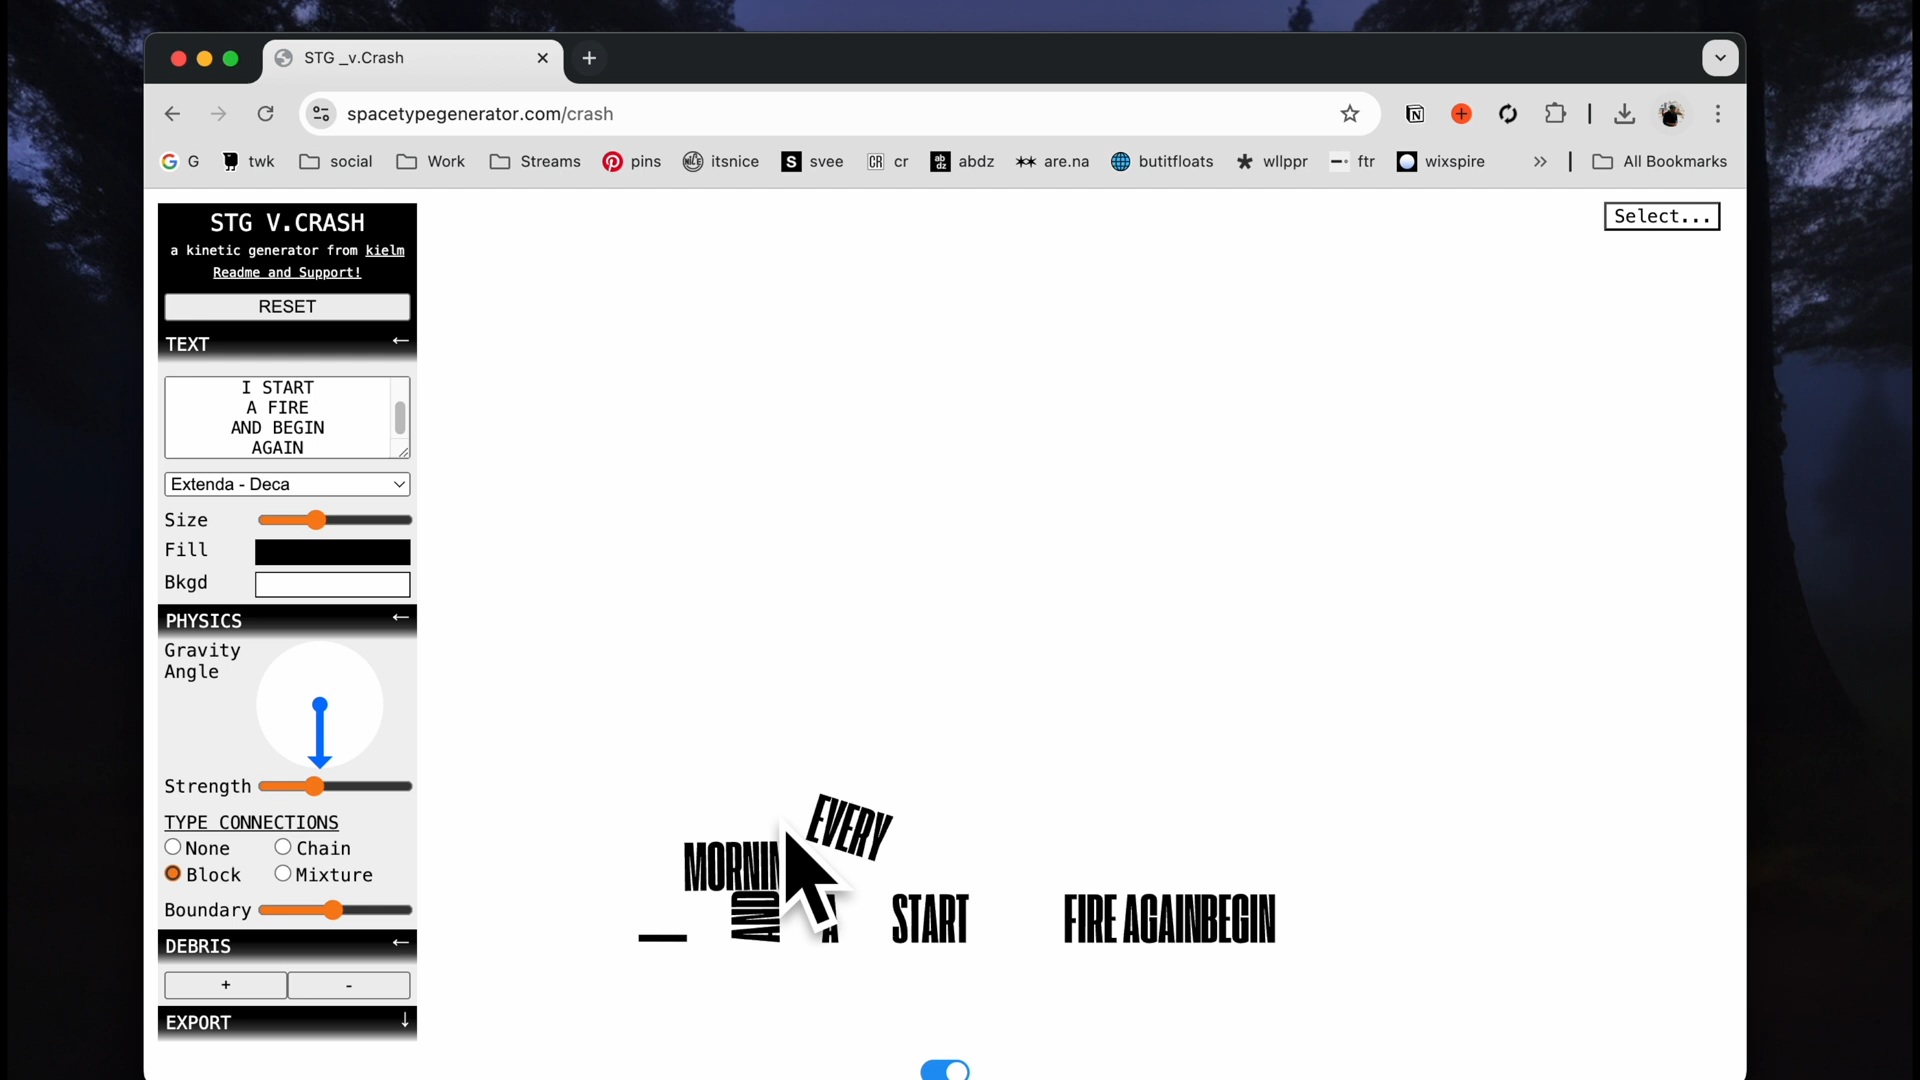 STG _v.Crash
spacetypegenerator.com/crash
G
twk
social
Work
Streams
pins
itsnice
svee
cr
abdz
are.na
butitfloats
wllppr
ftr
wixspire
All Bookmarks
STG V.CRASH
a kinetic generator from kielm
Readme and Support!
RESET
Select...
TEXT
I START
A FIRE
AND BEGIN
AGAIN
Extenda - Deca
Size
Fill
Bkgd
PHYSICS
Gravity
Angle
Strength
TYPE CONNECTIONS
None
Chain
Block
Mixture
Boundary
DEBRIS
+
-
EXPORT
EVERY
MORNIN
AND
A
START
FIRE AGAINBEGIN